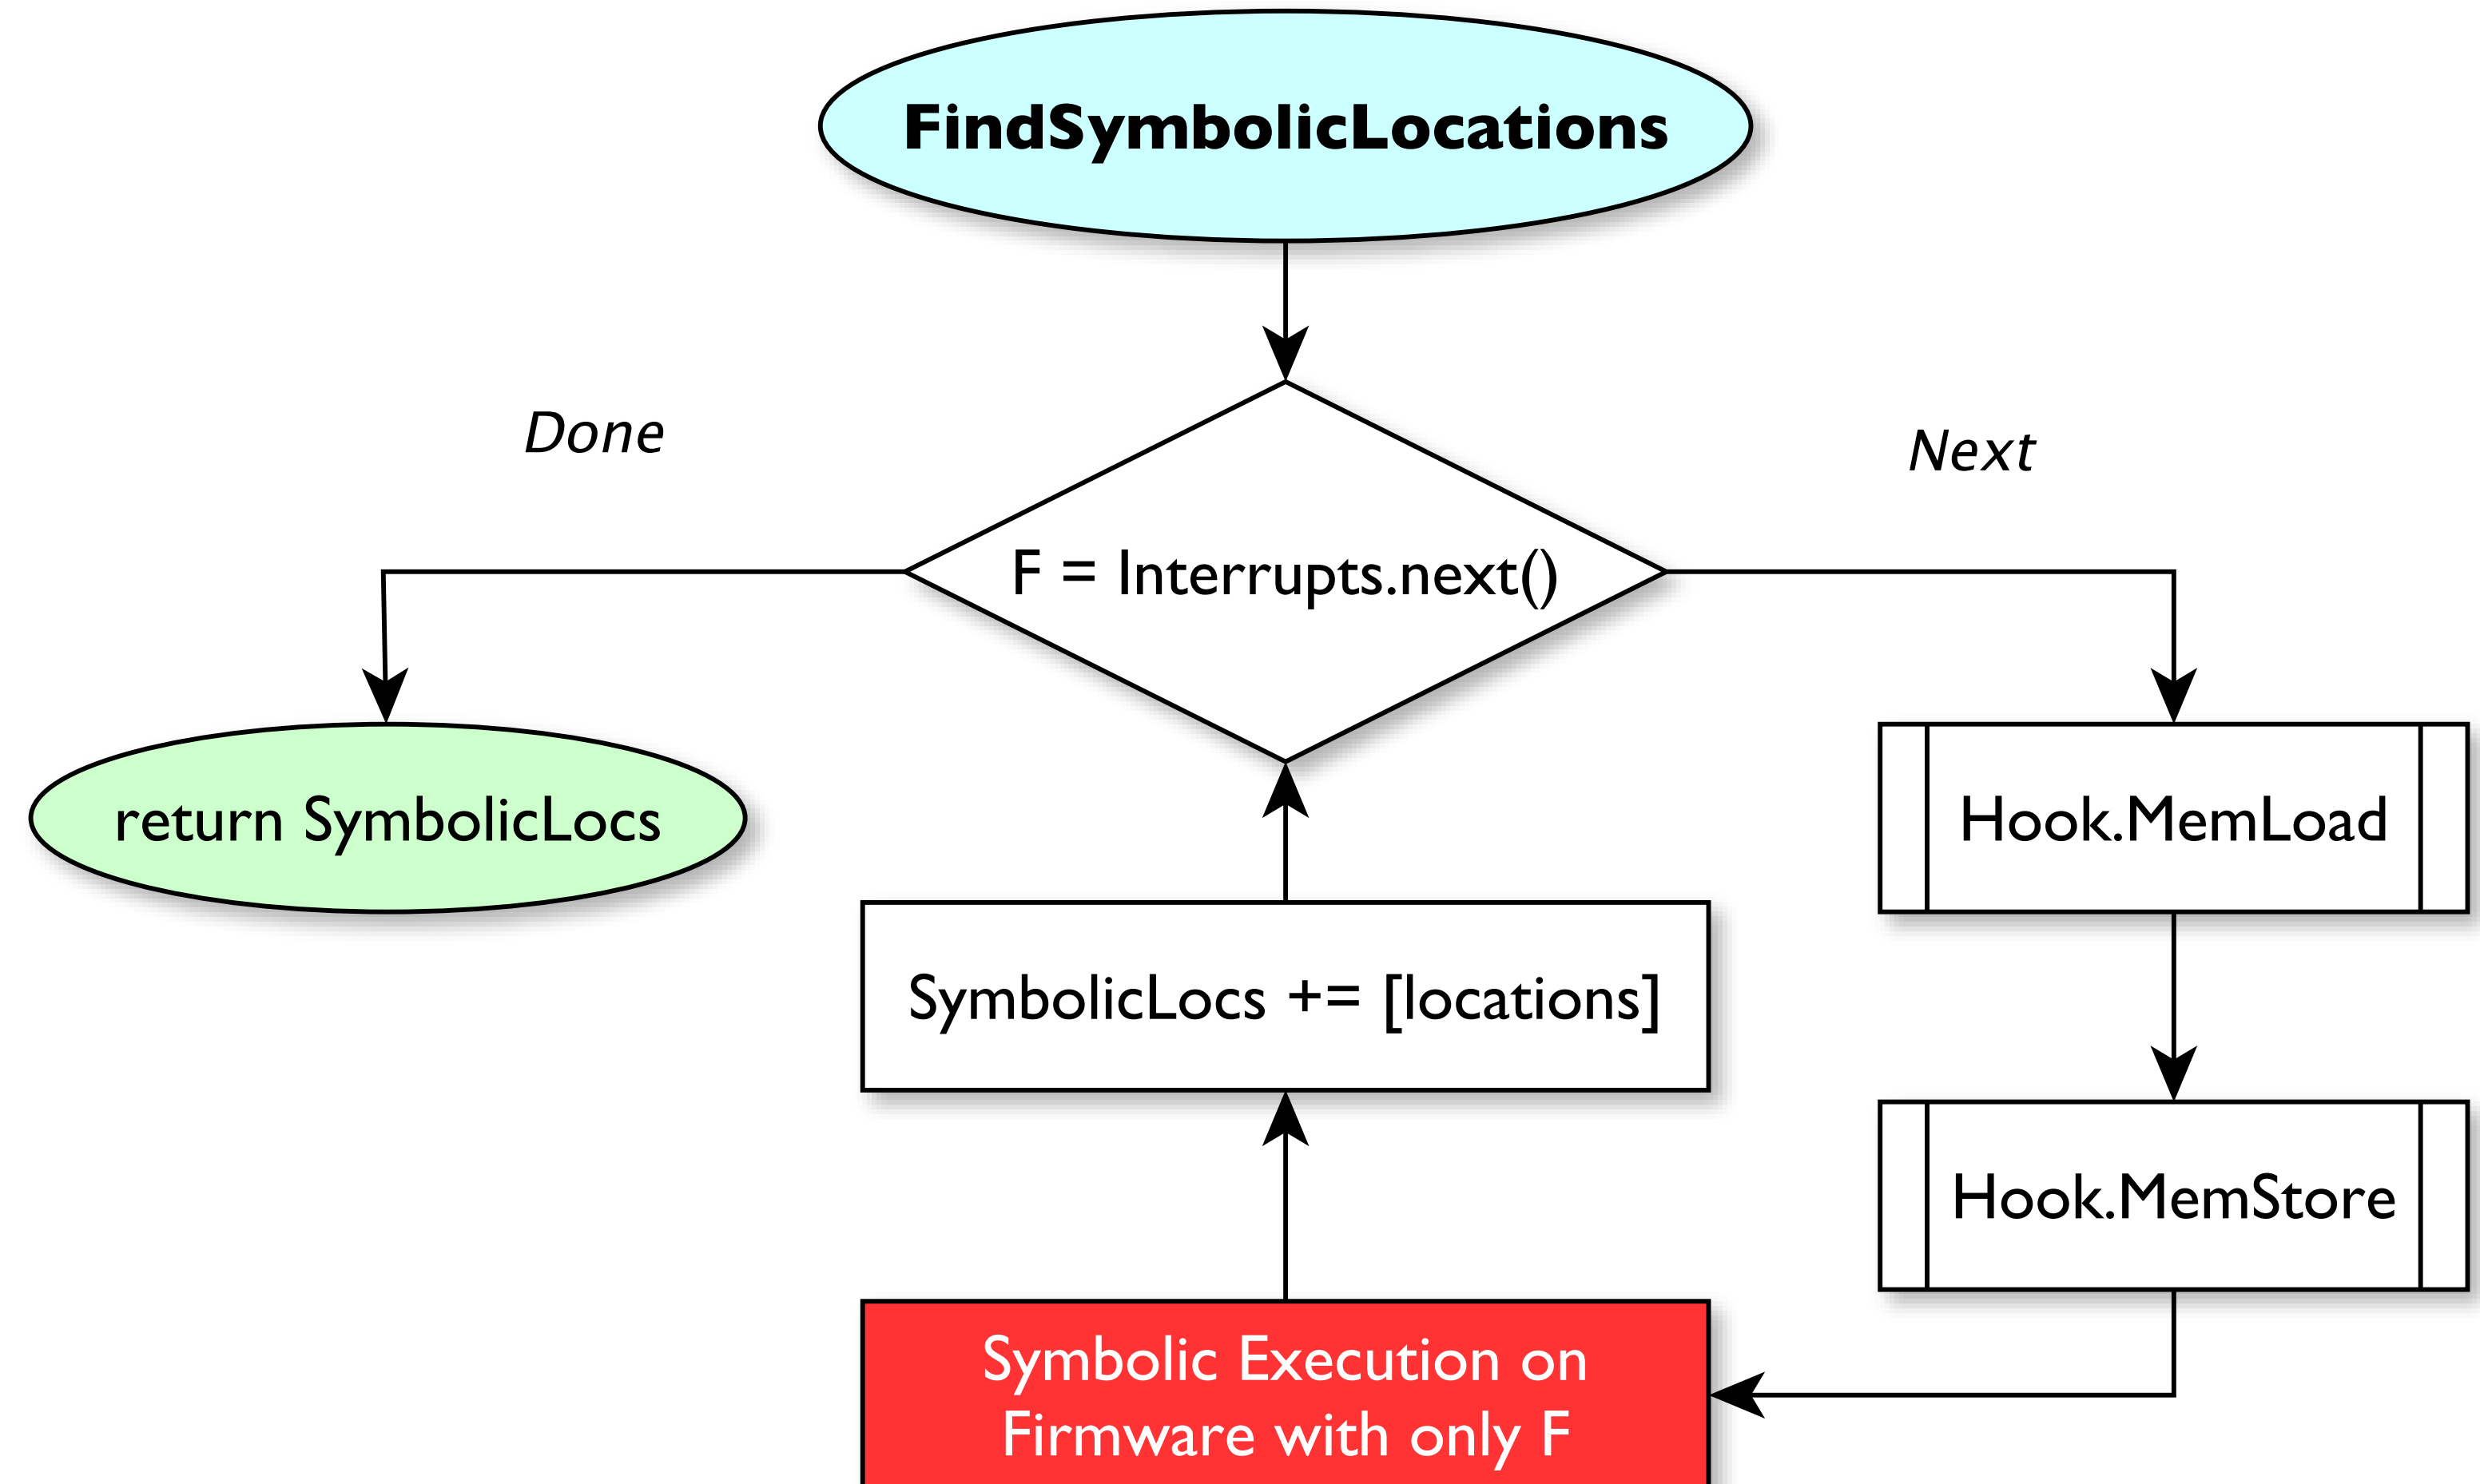 FindSymbolicLocations
Done
Next
F = Interrupts.next()
return SymbolicLocs
Hook.MemLoad
SymbolicLocs += [locations]
Hook.MemStore
Symbolic Execution on
Firmware with only F